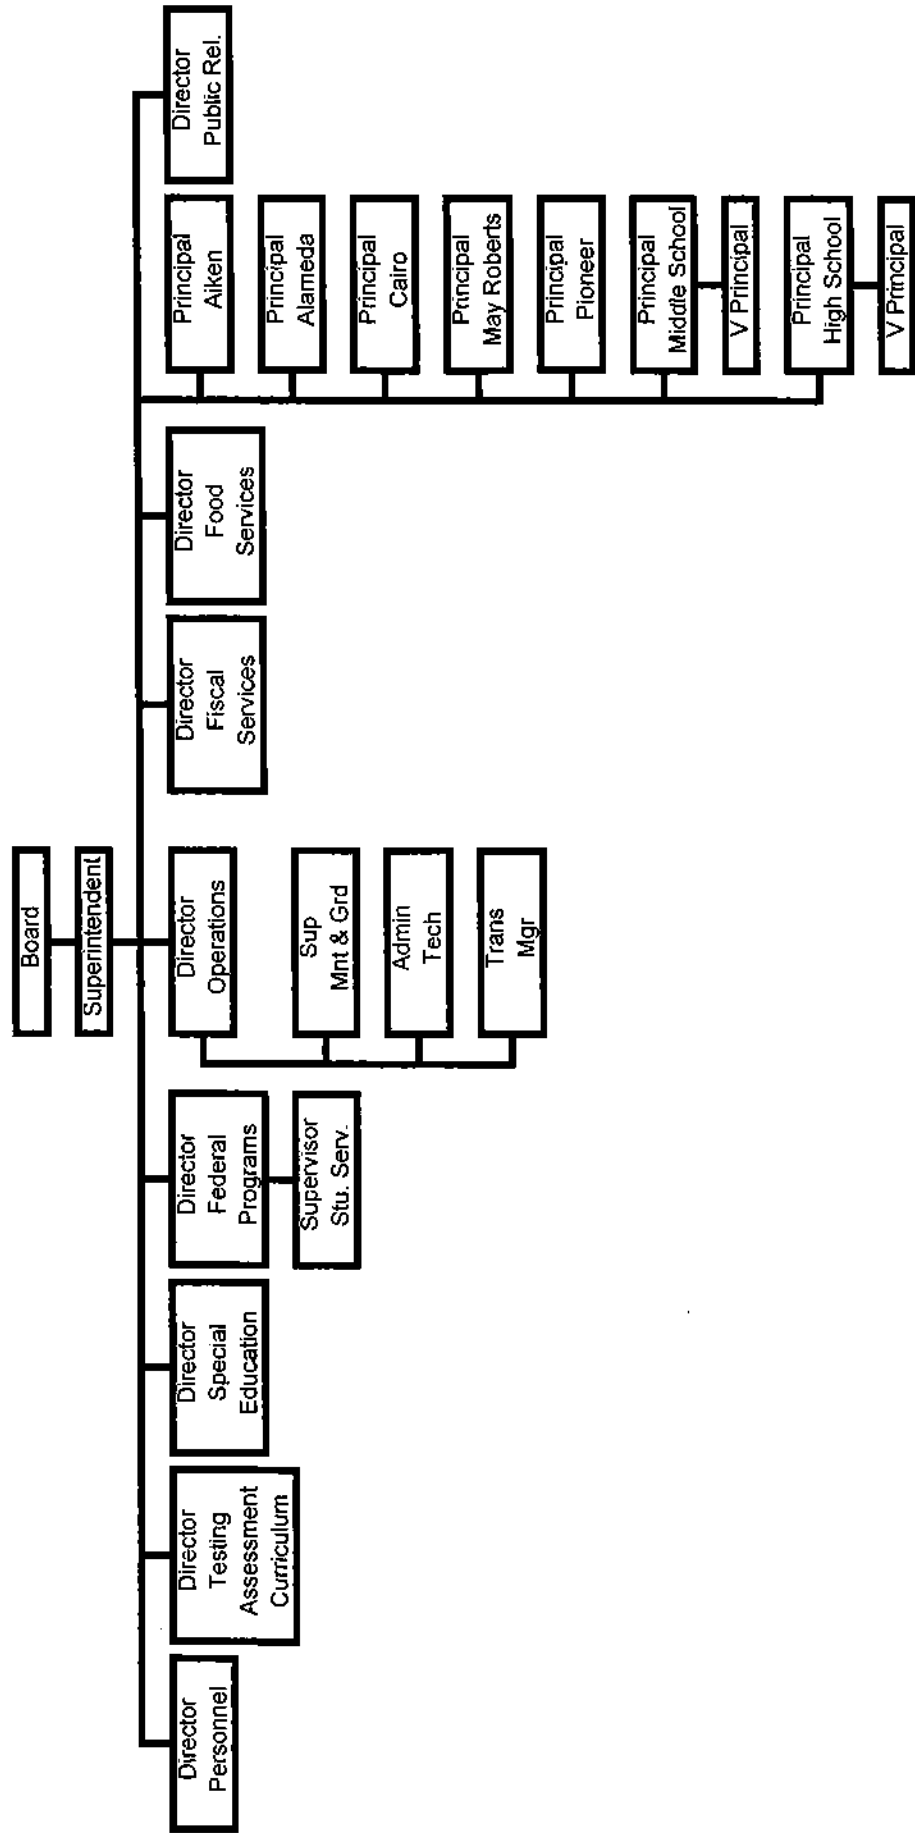 Board
Superintendent
Director
Personnel
Director
Testing
Assessment
Curriculum
Director
Special
Education
Director
Federal
Programs
Supervisor
Stu. Serv.
Director
Operations
Sup
Mnt & Grd
Admin
Tech
Trans
Mgr
Director
Fiscal
Services
Director
Food
Services
Principal
Aiken
Principal
Alameda
Principal
Cairo
Principal
May Roberts
Principal
Pioneer
Principal
Middle School
V Principal
Principal
High School
V Principal
Director
Public Rel.